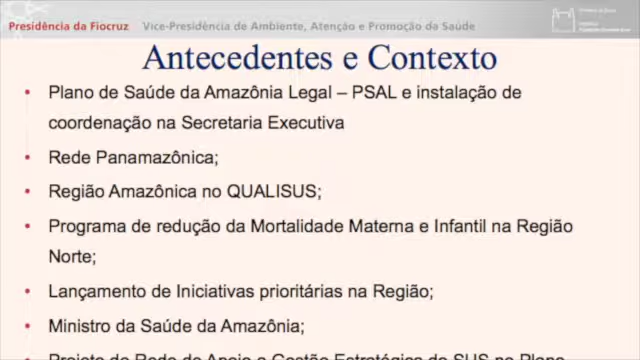 Presidência da Fiocruz Vice-Presidência de Ambiente, Atenção e Promoção da Saúde
Antecedentes e Contexto
• Plano de Saúde da Amazônia Legal – PSAL e instalação de
coordenação na Secretaria Executiva
• Rede Panamazônica;
• Região Amazônica no QUALISUS;
• Programa de redução da Mortalidade Materna e Infantil na Região
Norte;
• Lançamento de Iniciativas prioritárias na Região;
• Ministro da Saúde da Amazônia;
• Projeto de Rede de Apoio a Gestão Estratégica do SUS no Plano